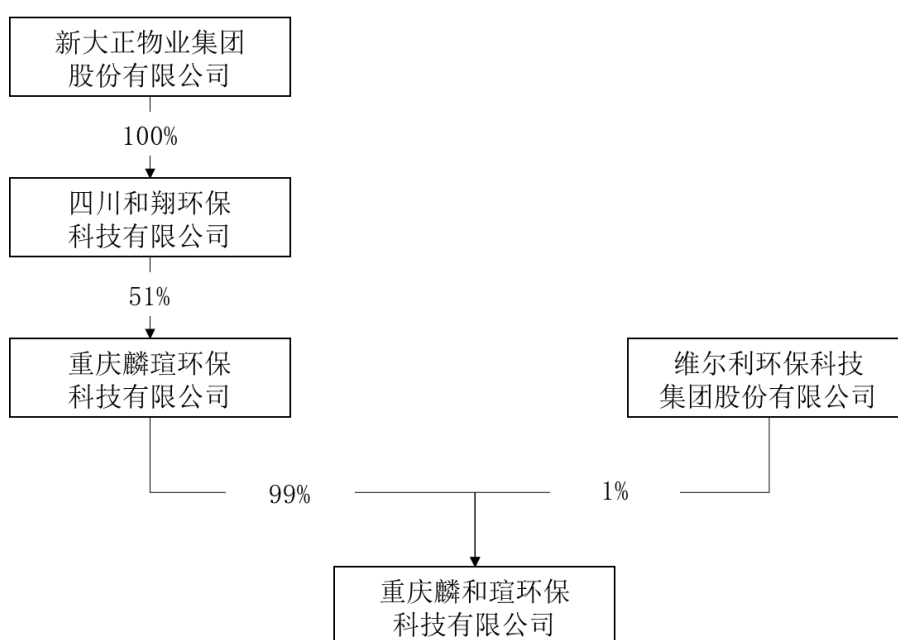 新大正物业集团
股份有限公司
100%
四川和翔环保
科技有限公司
51%
重庆麟瑄环保
科技有限公司
维尔利环保科技
集团股份有限公司
99%
1%
重庆麟和瑄环保
科技有限公司